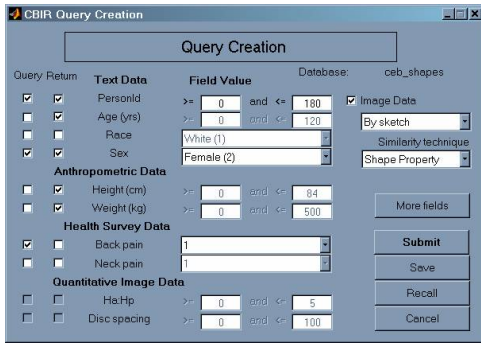 CBIR Query Creation
Query Creation
Database: ceb_shapes
Query Return Text Data Field Value
PersonId >= 0 and <= 180 Image Data
Age (yrs) >= 0 and <= 120 By sketch
Race White (1) Similarity technique
Sex Female (2) Shape Property
Anthropometric Data
Height (cm) >= 0 and <= 84
Weight (kg) >= 0 and <= 500 More fields
Health Survey Data
Back pain 1 Submit
Neck pain 1 Save
Quantitative Image Data
Ha:Hp >= 0 and <= 5 Recall
Disc spacing >= 0 and <= 100 Cancel